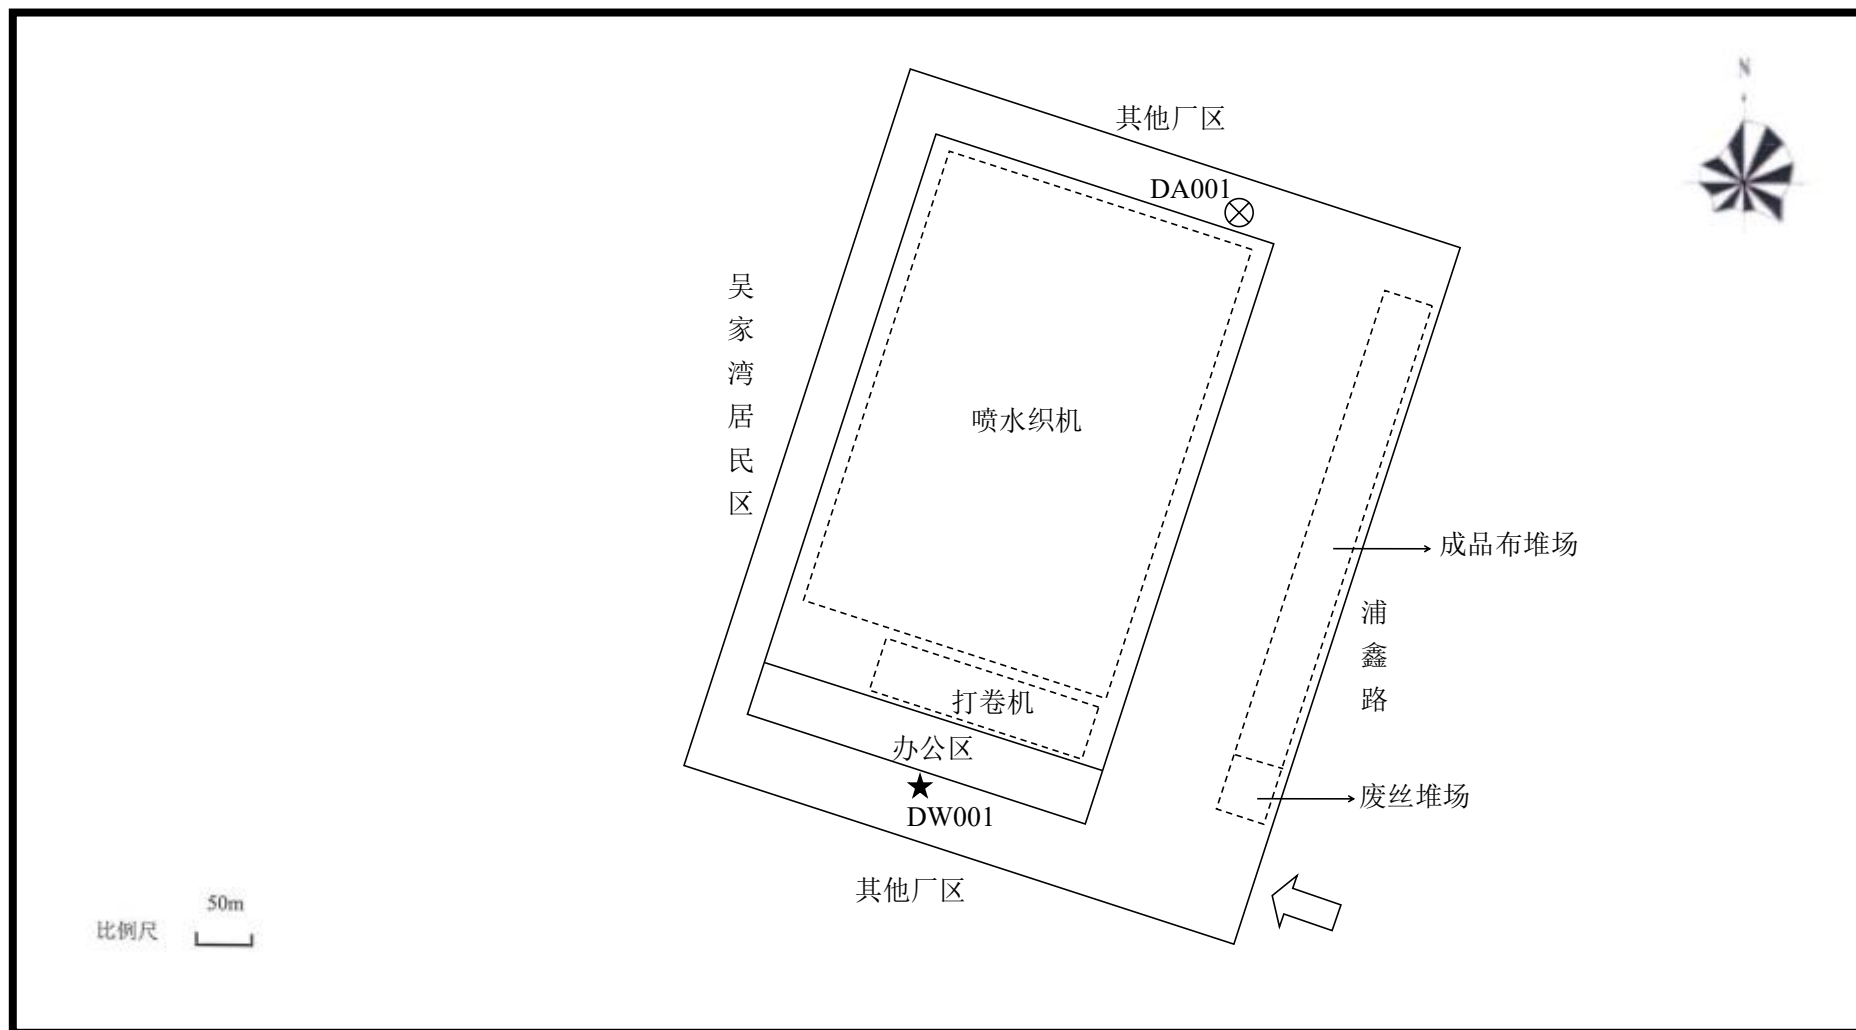 N
其他厂区
DA001
吴家湾居民区
喷水织机
成品布堆场
浦鑫路
打卷机
办公区
废丝堆场
DW001
其他厂区
50m
比例尺